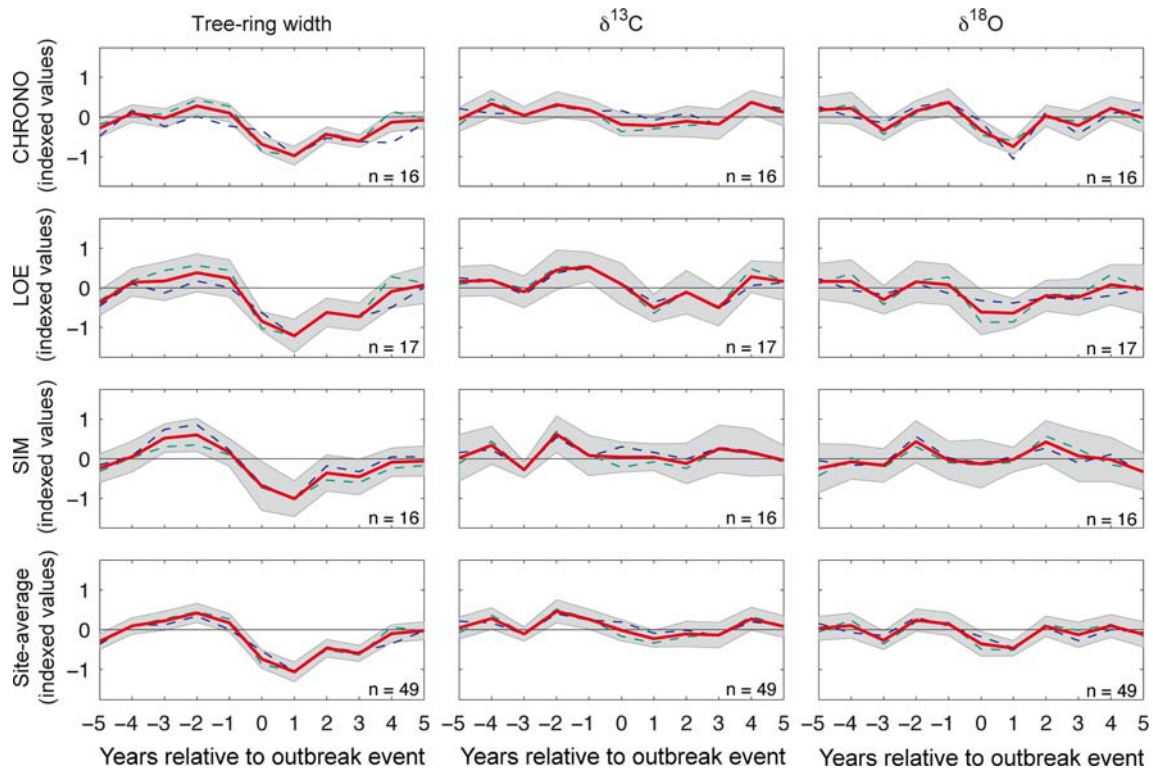 Tree-ring width δ¹³C δ¹⁸O
CHRONO
(indexed values)
1
0
−1
n = 16
n = 16
n = 16
LOE
(indexed values)
1
0
−1
n = 17
n = 17
n = 17
SIM
(indexed values)
1
0
−1
n = 16
n = 16
n = 16
Site-average
(indexed values)
1
0
−1
n = 49
n = 49
n = 49
−5 −4 −3 −2 −1 0 1 2 3 4 5
−5 −4 −3 −2 −1 0 1 2 3 4 5
−5 −4 −3 −2 −1 0 1 2 3 4 5
Years relative to outbreak event
Years relative to outbreak event
Years relative to outbreak event